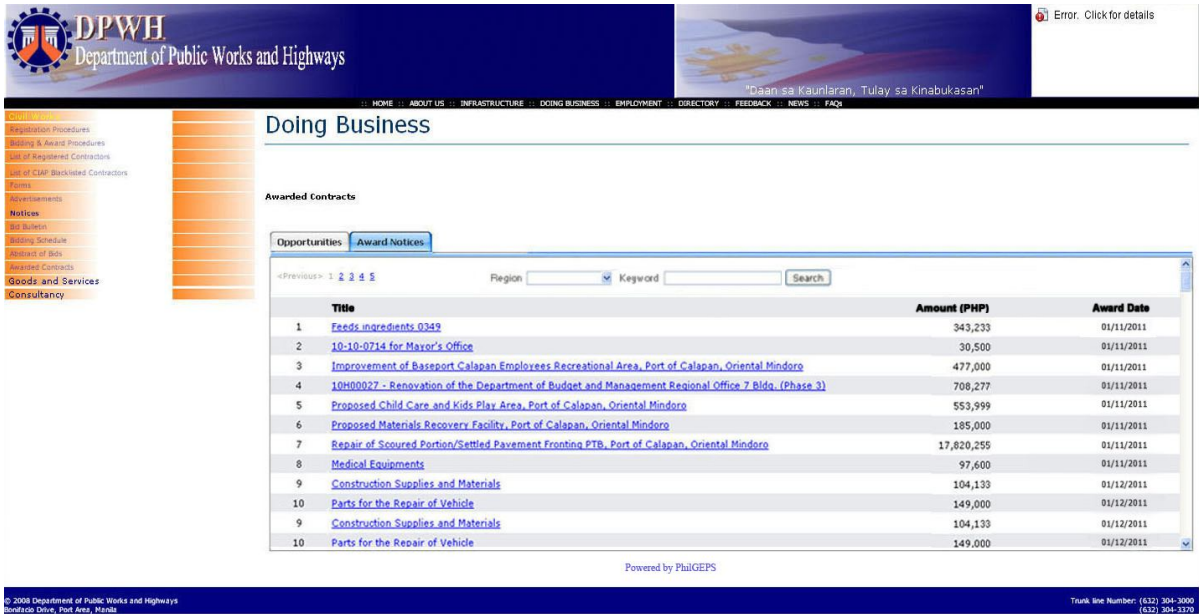 DPWH
Department of Public Works and Highways
"Daan sa Kaunlaran, Tulay sa Kinabukasan"
Error. Click for details
:: HOME :: ABOUT US :: INFRASTRUCTURE :: DOING BUSINESS :: EMPLOYMENT :: DIRECTORY :: FEEDBACK :: NEWS :: FAQs
Civil Works
Registration Procedures
Bidding & Award Procedures
List of Registered Contractors
List of CIAP Blacklisted Contractors
Forms
Advertisements
Notices
Bid Bulletin
Bidding Schedule
Abstract of Bids
Awarded Contracts
Goods and Services
Consultancy
Doing Business
Awarded Contracts
Opportunities Award Notices
<Previous> 1 2 3 4 5 Region Keyword Search
Title Amount (PHP) Award Date
1 Feeds ingredients 0349 343,233 01/11/2011
2 10-10-0714 for Mayor's Office 30,500 01/11/2011
3 Improvement of Baseport Calapan Employees Recreational Area, Port of Calapan, Oriental Mindoro 477,000 01/11/2011
4 10H00027 - Renovation of the Department of Budget and Management Regional Office 7 Bldg. (Phase 3) 708,277 01/11/2011
5 Proposed Child Care and Kids Play Area, Port of Calapan, Oriental Mindoro 553,999 01/11/2011
6 Proposed Materials Recovery Facility, Port of Calapan, Oriental Mindoro 185,000 01/11/2011
7 Repair of Scoured Portion/Settled Pavement Fronting PTB, Port of Calapan, Oriental Mindoro 17,820,255 01/11/2011
8 Medical Equipments 97,600 01/11/2011
9 Construction Supplies and Materials 104,133 01/12/2011
10 Parts for the Repair of Vehicle 149,000 01/12/2011
9 Construction Supplies and Materials 104,133 01/12/2011
10 Parts for the Repair of Vehicle 149,000 01/12/2011
Powered by PhilGEPS
© 2008 Department of Public Works and Highways
Bonifacio Drive, Port Area, Manila
Trunk line Number: (632) 304-3000
(632) 304-3370